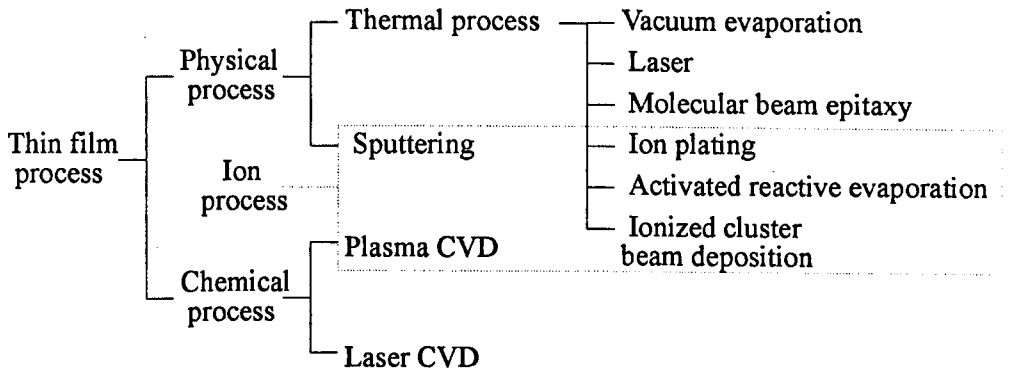 Thermal process
Vacuum evaporation
Physical
process
Laser
Molecular beam epitaxy
Thin film
process
Sputtering
Ion plating
Ion
process
Activated reactive evaporation
Ionized cluster
beam deposition
Plasma CVD
Chemical
process
Laser CVD